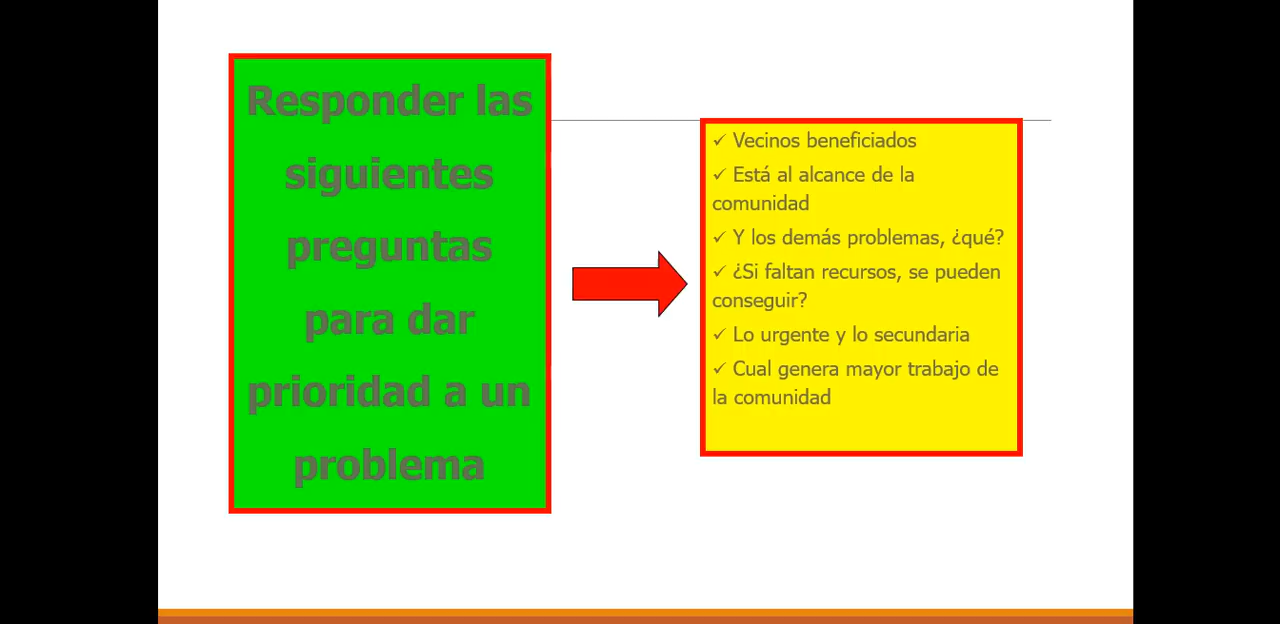 Responder las
siguientes
preguntas
para dar
prioridad a un
problema
✓ Vecinos beneficiados
✓ Está al alcance de la
comunidad
✓ Y los demás problemas, ¿qué?
✓ ¿Si faltan recursos, se pueden
conseguir?
✓ Lo urgente y lo secundaria
✓ Cual genera mayor trabajo de
la comunidad